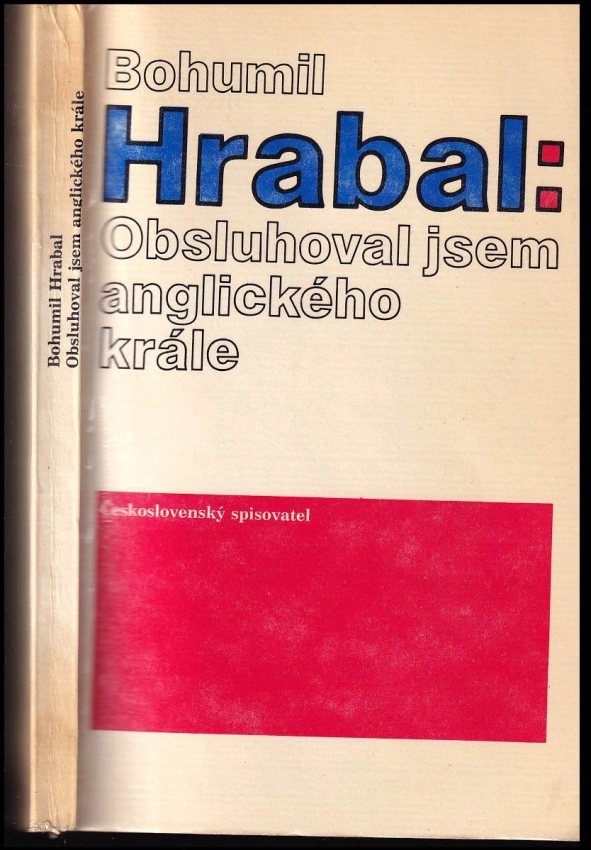 Bohumil
Hrabal:
Obsluhoval jsem
anglického
krále
Československý spisovatel
Bohumil Hrabal
Obsluhoval jsem anglického krále